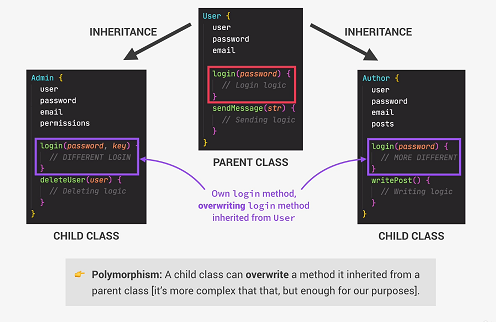 INHERITANCE
INHERITANCE
User {
user
password
email
login(password) {
// Login logic
}
sendMessage(str) {
// Sending logic
}
}
PARENT CLASS
Admin {
user
password
email
permissions
login(password, key) {
// DIFFERENT LOGIN
}
deleteUser(user) {
// Deleting logic
}
}
CHILD CLASS
Author {
user
password
email
posts
login(password) {
// MORE DIFFERENT
}
writePost() {
// Writing logic
}
}
CHILD CLASS
Own login method,
overwriting login method
inherited from User
👉 Polymorphism: A child class can overwrite a method it inherited from a
parent class [it's more complex that that, but enough for our purposes].